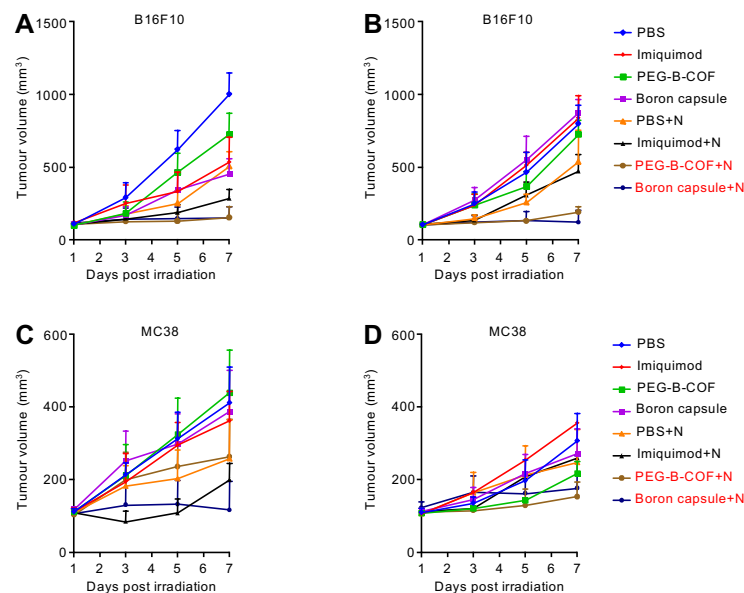 A
B16F10
Tumour volume (mm³)
1500
1000
500
0
1 2 3 4 5 6 7
Days post irradiation
B
B16F10
Tumour volume (mm³)
1500
1000
500
0
1 2 3 4 5 6 7
Days post irradiation
PBS
Imiquimod
PEG-B-COF
Boron capsule
PBS+N
Imiquimod+N
PEG-B-COF+N
Boron capsule+N
C
MC38
Tumour volume (mm³)
600
400
200
0
1 2 3 4 5 6 7
Days post irradiation
D
MC38
Tumour volume (mm³)
600
400
200
0
1 2 3 4 5 6 7
Days post irradiation
PBS
Imiquimod
PEG-B-COF
Boron capsule
PBS+N
Imiquimod+N
PEG-B-COF+N
Boron capsule+N